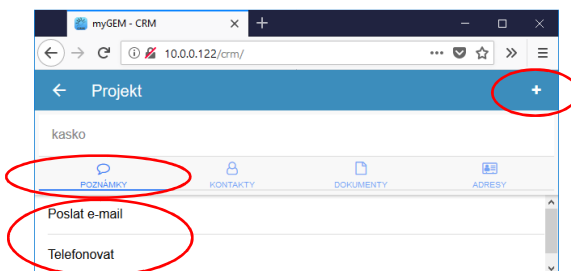 myGEM - CRM
10.0.0.122/crm/
Projekt
kasko
POZNÁMKY KONTAKTY DOKUMENTY ADRESY
Poslat e-mail
Telefonovat